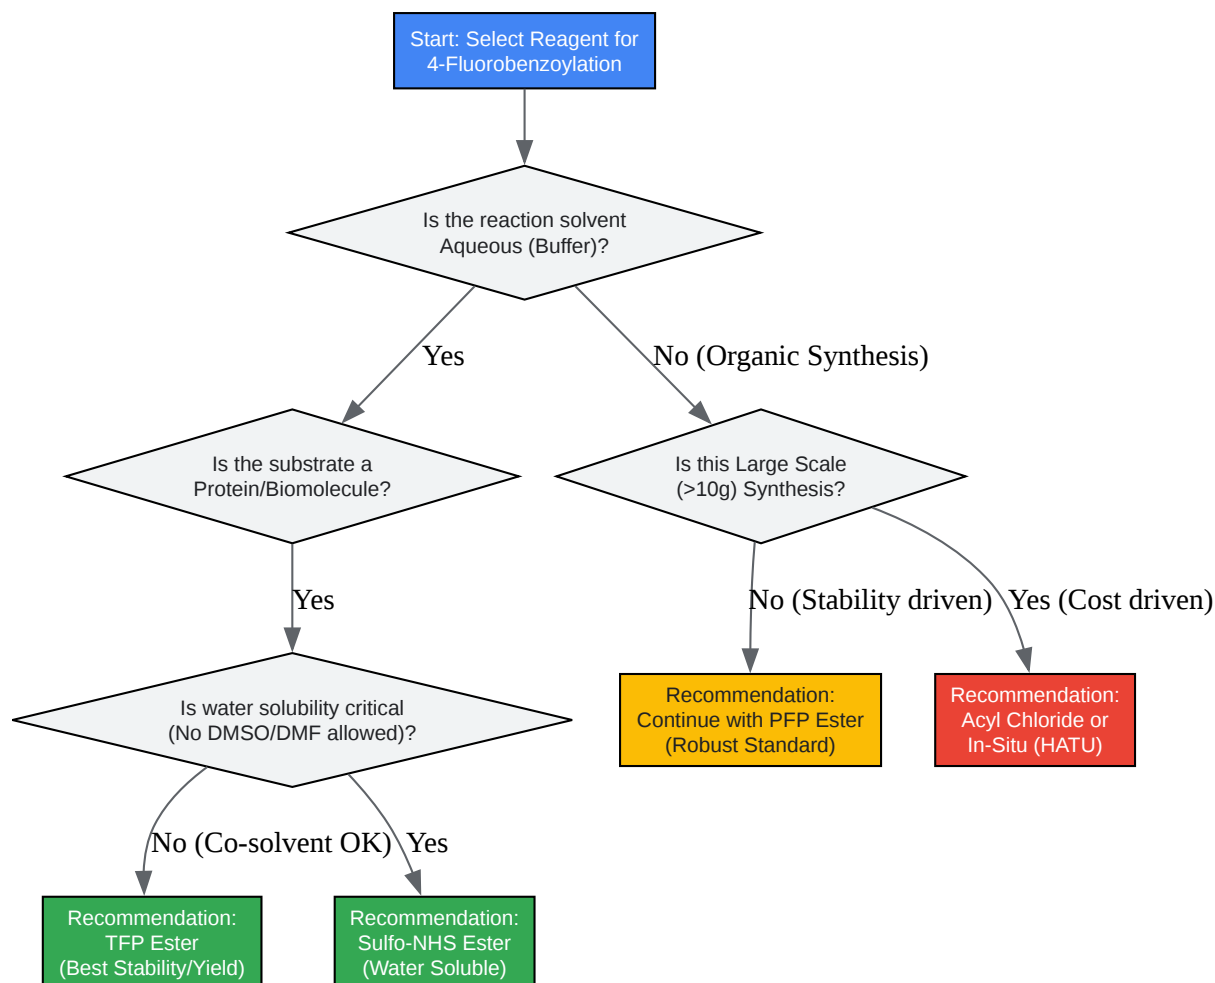 Start: Select Reagent for
4-Fluorobenzoylation
Is the reaction solvent
Aqueous (Buffer)?
Yes
No (Organic Synthesis)
Is the substrate a
Protein/Biomolecule?
Is this Large Scale
(>10g) Synthesis?
Yes
No (Stability driven)
Yes (Cost driven)
Is water solubility critical
(No DMSO/DMF allowed)?
Recommendation:
Continue with PFP Ester
(Robust Standard)
Recommendation:
Acyl Chloride or
In-Situ (HATU)
No (Co-solvent OK)
Yes
Recommendation:
TFP Ester
(Best Stability/Yield)
Recommendation:
Sulfo-NHS Ester
(Water Soluble)